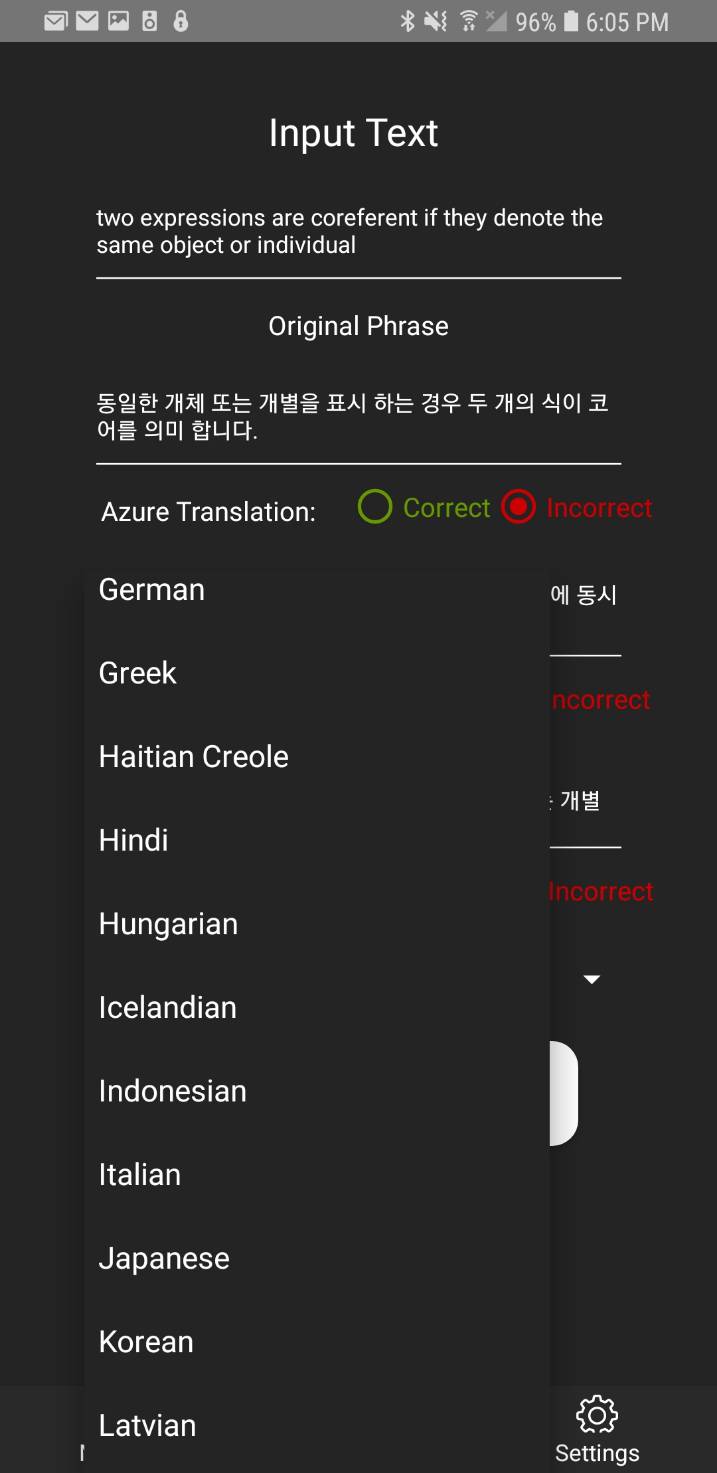 96% 6:05 PM
Input Text
two expressions are coreferent if they denote the
same object or individual
Original Phrase
동일한 개체 또는 개별을 표시 하는 경우 두 개의 식이 코
어를 의미 합니다.
Azure Translation: Correct Incorrect
German
에 동시
Greek
ncorrect
Haitian Creole
개별
Hindi
Incorrect
Hungarian
Icelandian
Indonesian
Italian
Japanese
Korean
Latvian
Settings